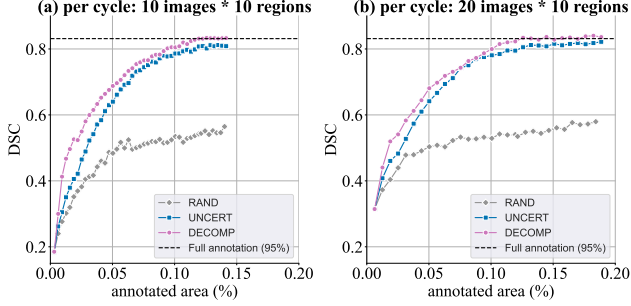 (a) per cycle: 10 images * 10 regions
DSC
0.8
0.6
0.4
0.2
0.00
0.05
0.10
0.15
0.20
annotated area (%)
RAND
UNCERT
DECOMP
Full annotation (95%)
(b) per cycle: 20 images * 10 regions
DSC
0.8
0.6
0.4
0.2
0.00
0.05
0.10
0.15
0.20
annotated area (%)
RAND
UNCERT
DECOMP
Full annotation (95%)